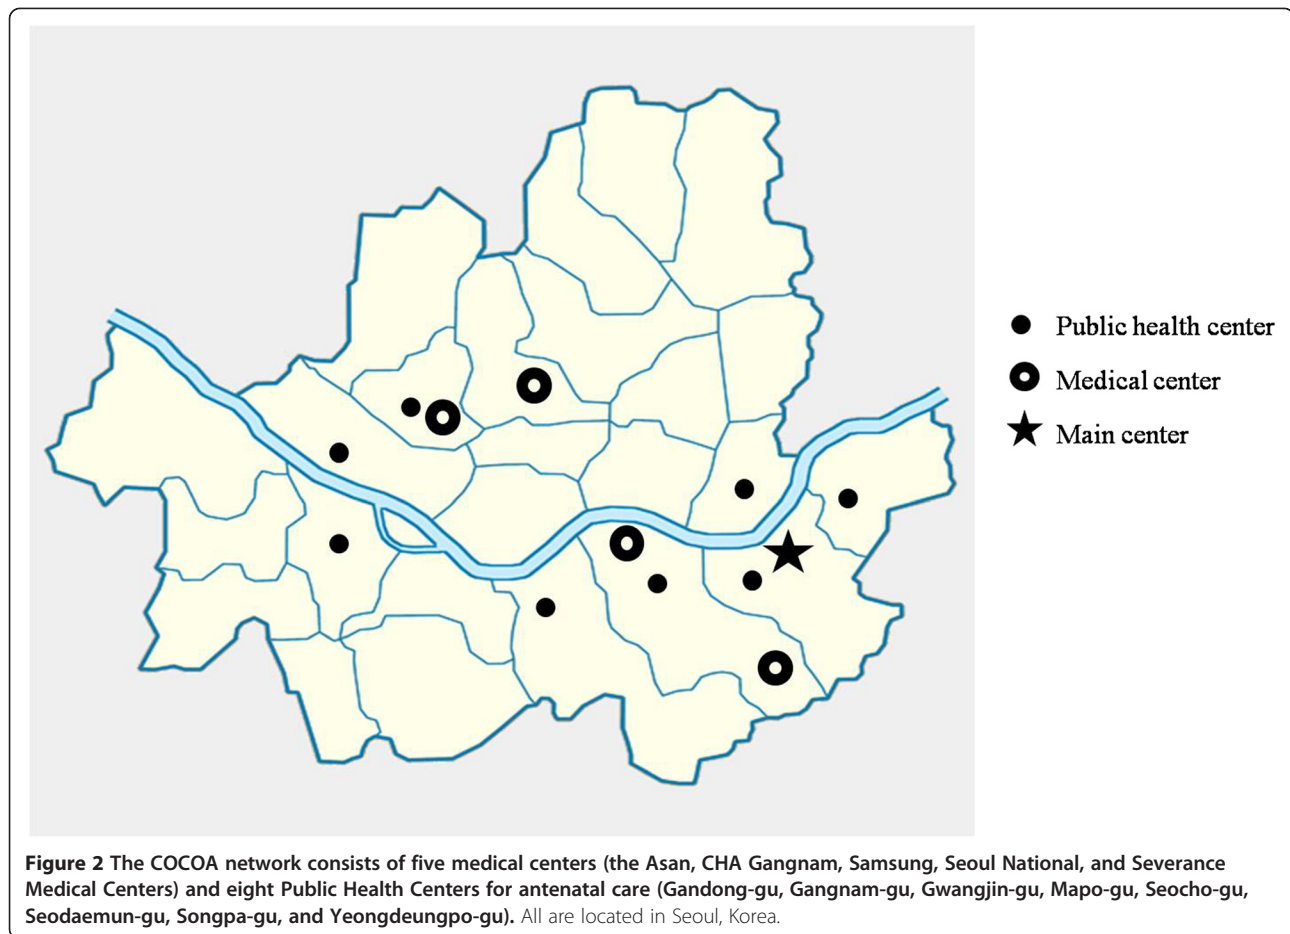 Public health center
Medical center
Main center
Figure 2 The COCOA network consists of five medical centers (the Asan, CHA Gangnam, Samsung, Seoul National, and Severance
Medical Centers) and eight Public Health Centers for antenatal care (Gandong-gu, Gangnam-gu, Gwangjin-gu, Mapo-gu, Seocho-gu,
Seodaemun-gu, Songpa-gu, and Yeongdeungpo-gu). All are located in Seoul, Korea.